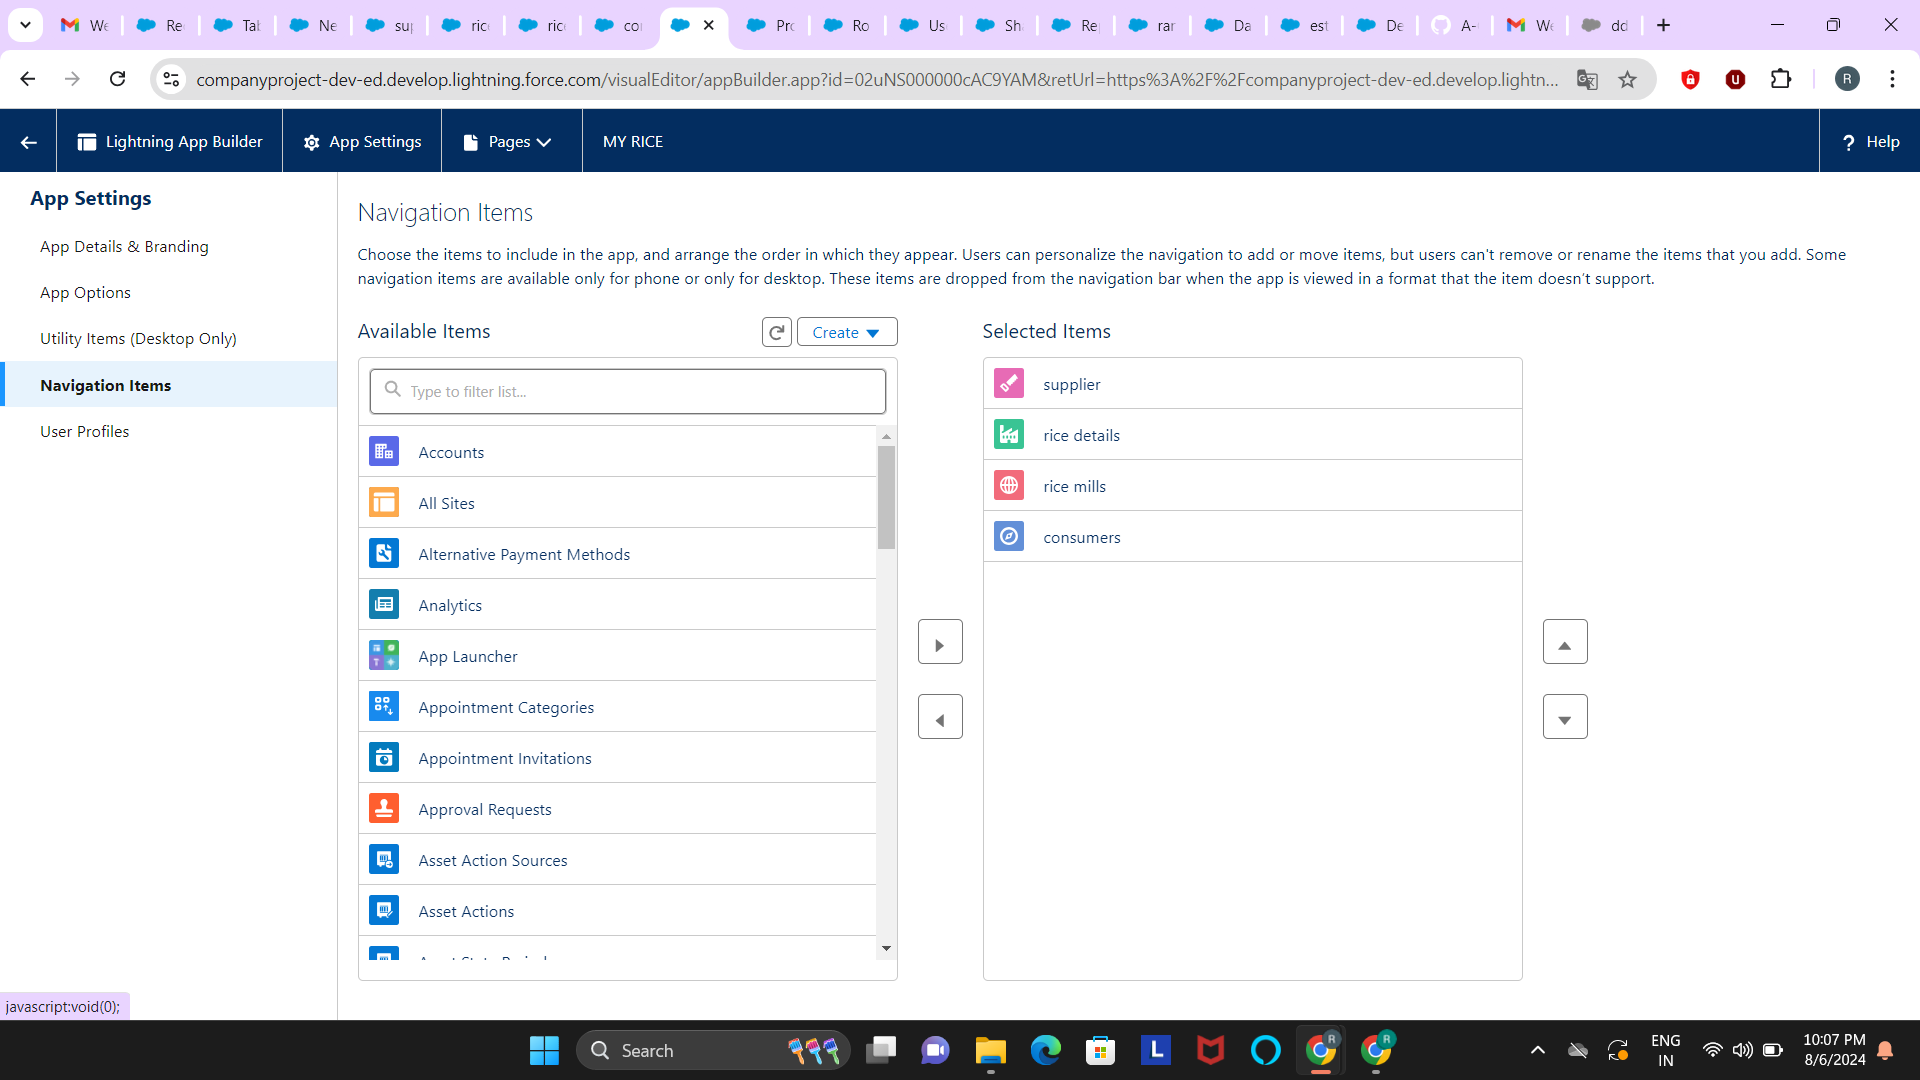 We
Re
Tab
Ne
sup
rice
rice
cor
Pro
Ro
Us
Sh
Re
rar
Da
est
De
A-
We
dd
companyproject-dev-ed.develop.lightning.force.com/visualEditor/appBuilder.app?id=02uNS000000cAC9YAM&retUrl=https%3A%2F%2Fcompanyproject-dev-ed.develop.lightn...
R
Lightning App Builder
App Settings
Pages
MY RICE
? Help
App Settings
App Details & Branding
App Options
Utility Items (Desktop Only)
Navigation Items
User Profiles
Navigation Items
Choose the items to include in the app, and arrange the order in which they appear. Users can personalize the navigation to add or move items, but users can't remove or rename the items that you add. Some
navigation items are available only for phone or only for desktop. These items are dropped from the navigation bar when the app is viewed in a format that the item doesn't support.
Available Items
Create
Type to filter list...
Accounts
All Sites
Alternative Payment Methods
Analytics
App Launcher
Appointment Categories
Appointment Invitations
Approval Requests
Asset Action Sources
Asset Actions
Selected Items
supplier
rice details
rice mills
consumers
javascript:void(0);
Search
ENG
IN
10:07 PM
8/6/2024